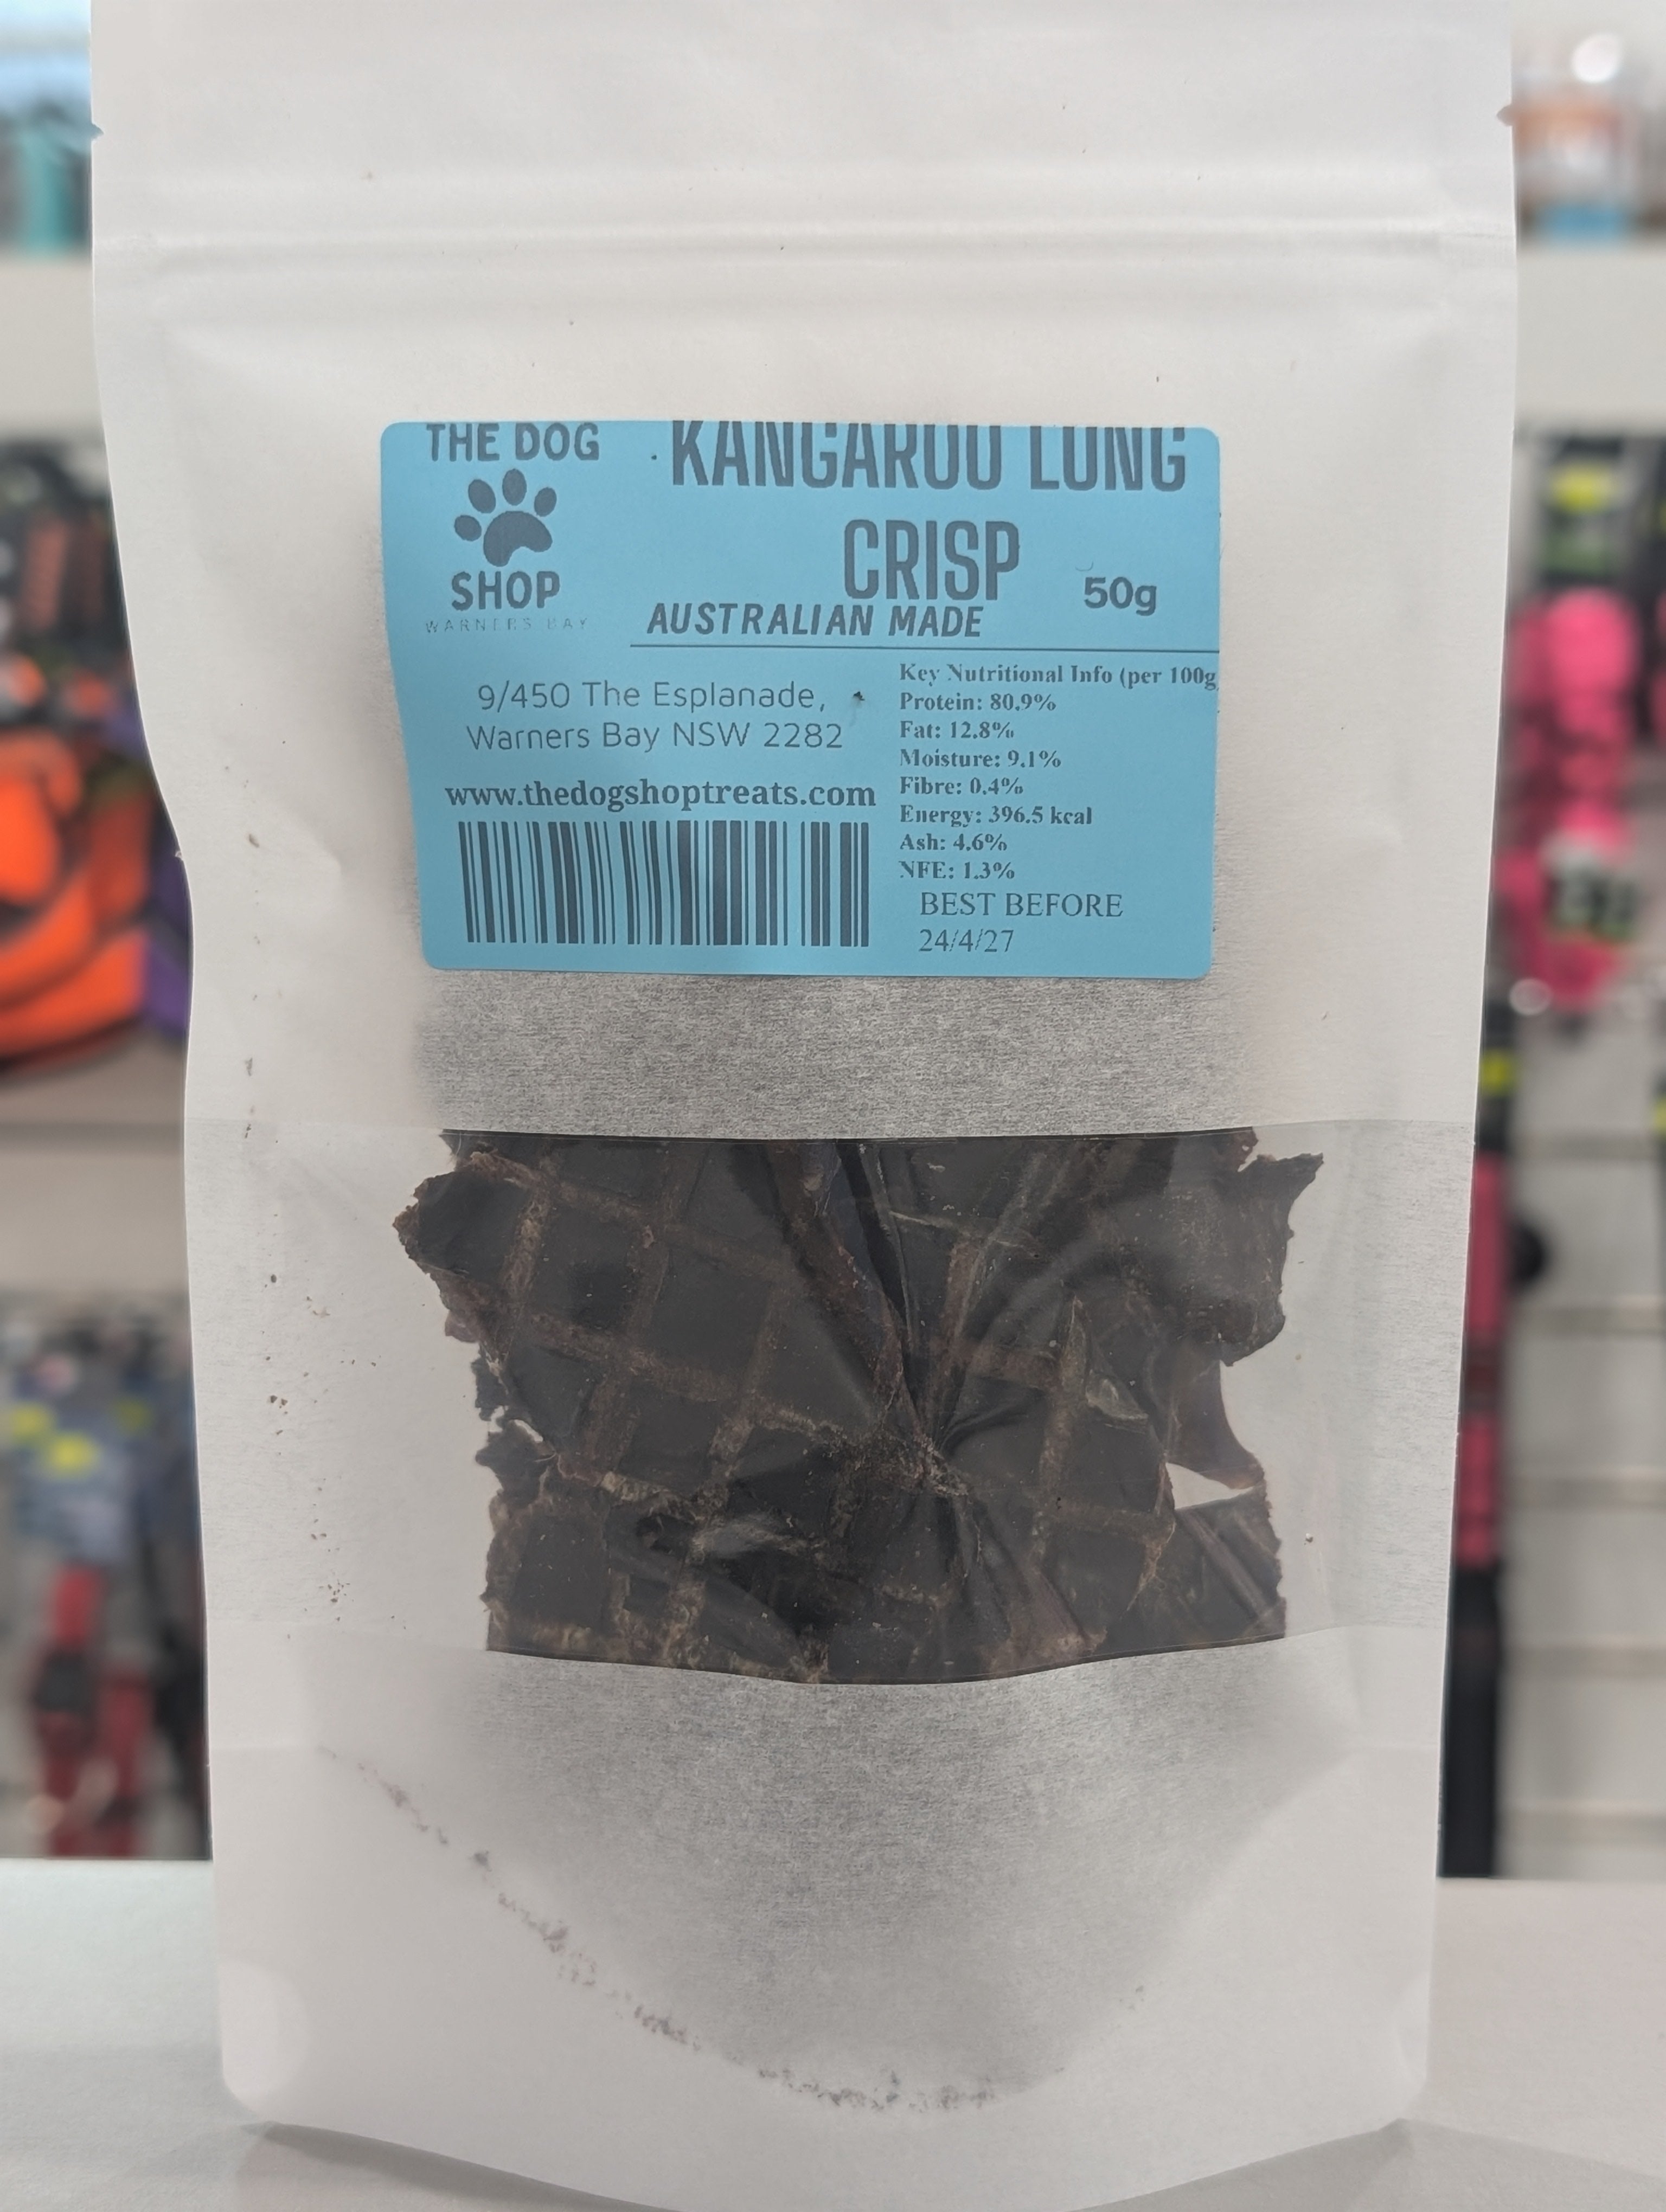 THE DOG
SHOP
WARNERS BAY
KANGAROO LUNG
CRISP
50g
AUSTRALIAN MADE
9/450 The Esplanade,
Warners Bay NSW 2282
www.thedogshoptreats.com
Key Nutritional Info (per 100g
Protein: 80.9%
Fat: 12.8%
Moisture: 9.1%
Fibre: 0.4%
Energy: 396.5 kcal
Ash: 4.6%
NFE: 1.3%
BEST BEFORE
24/4/27